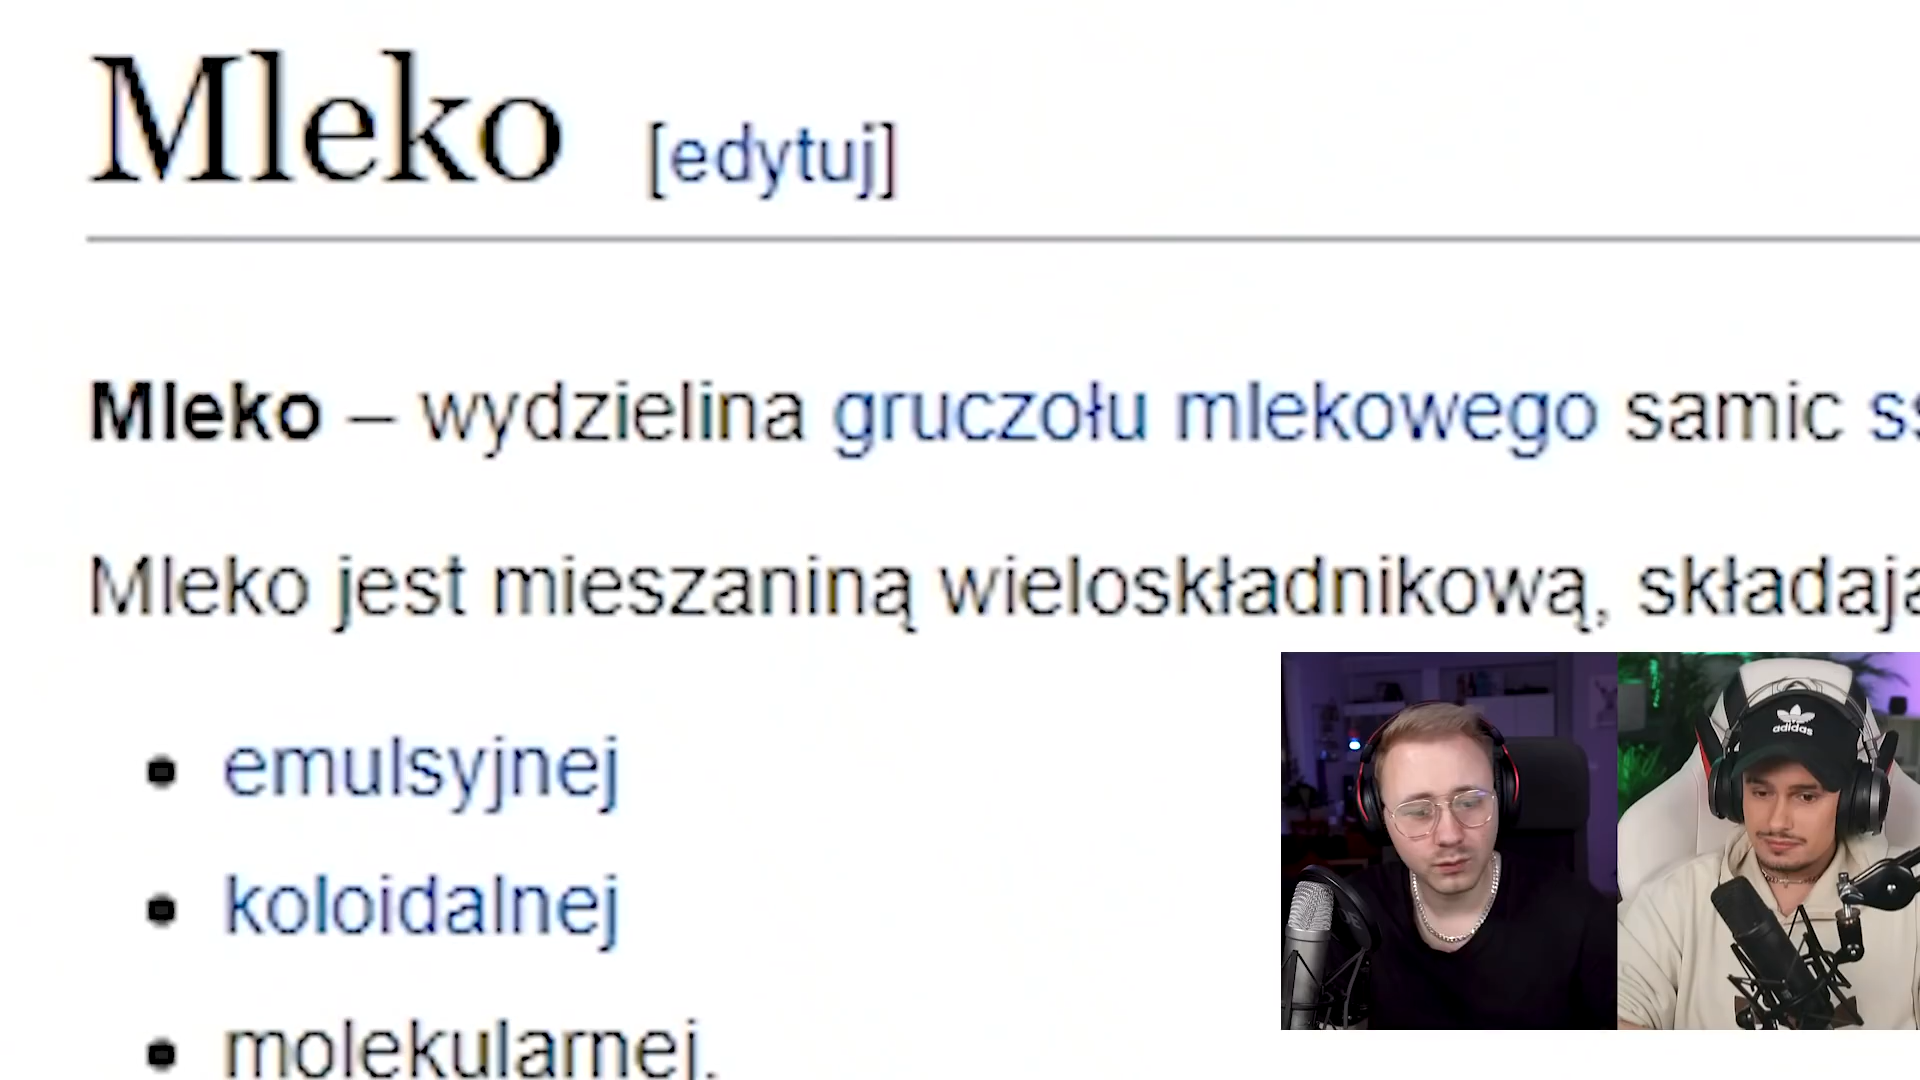 Mleko [edytuj]
Mleko – wydzielina gruczołu mlekowego samic
Mleko jest mieszaniną wieloskładnikową,
emulsyjnej
koloidalnej
molekularnej.
adidas